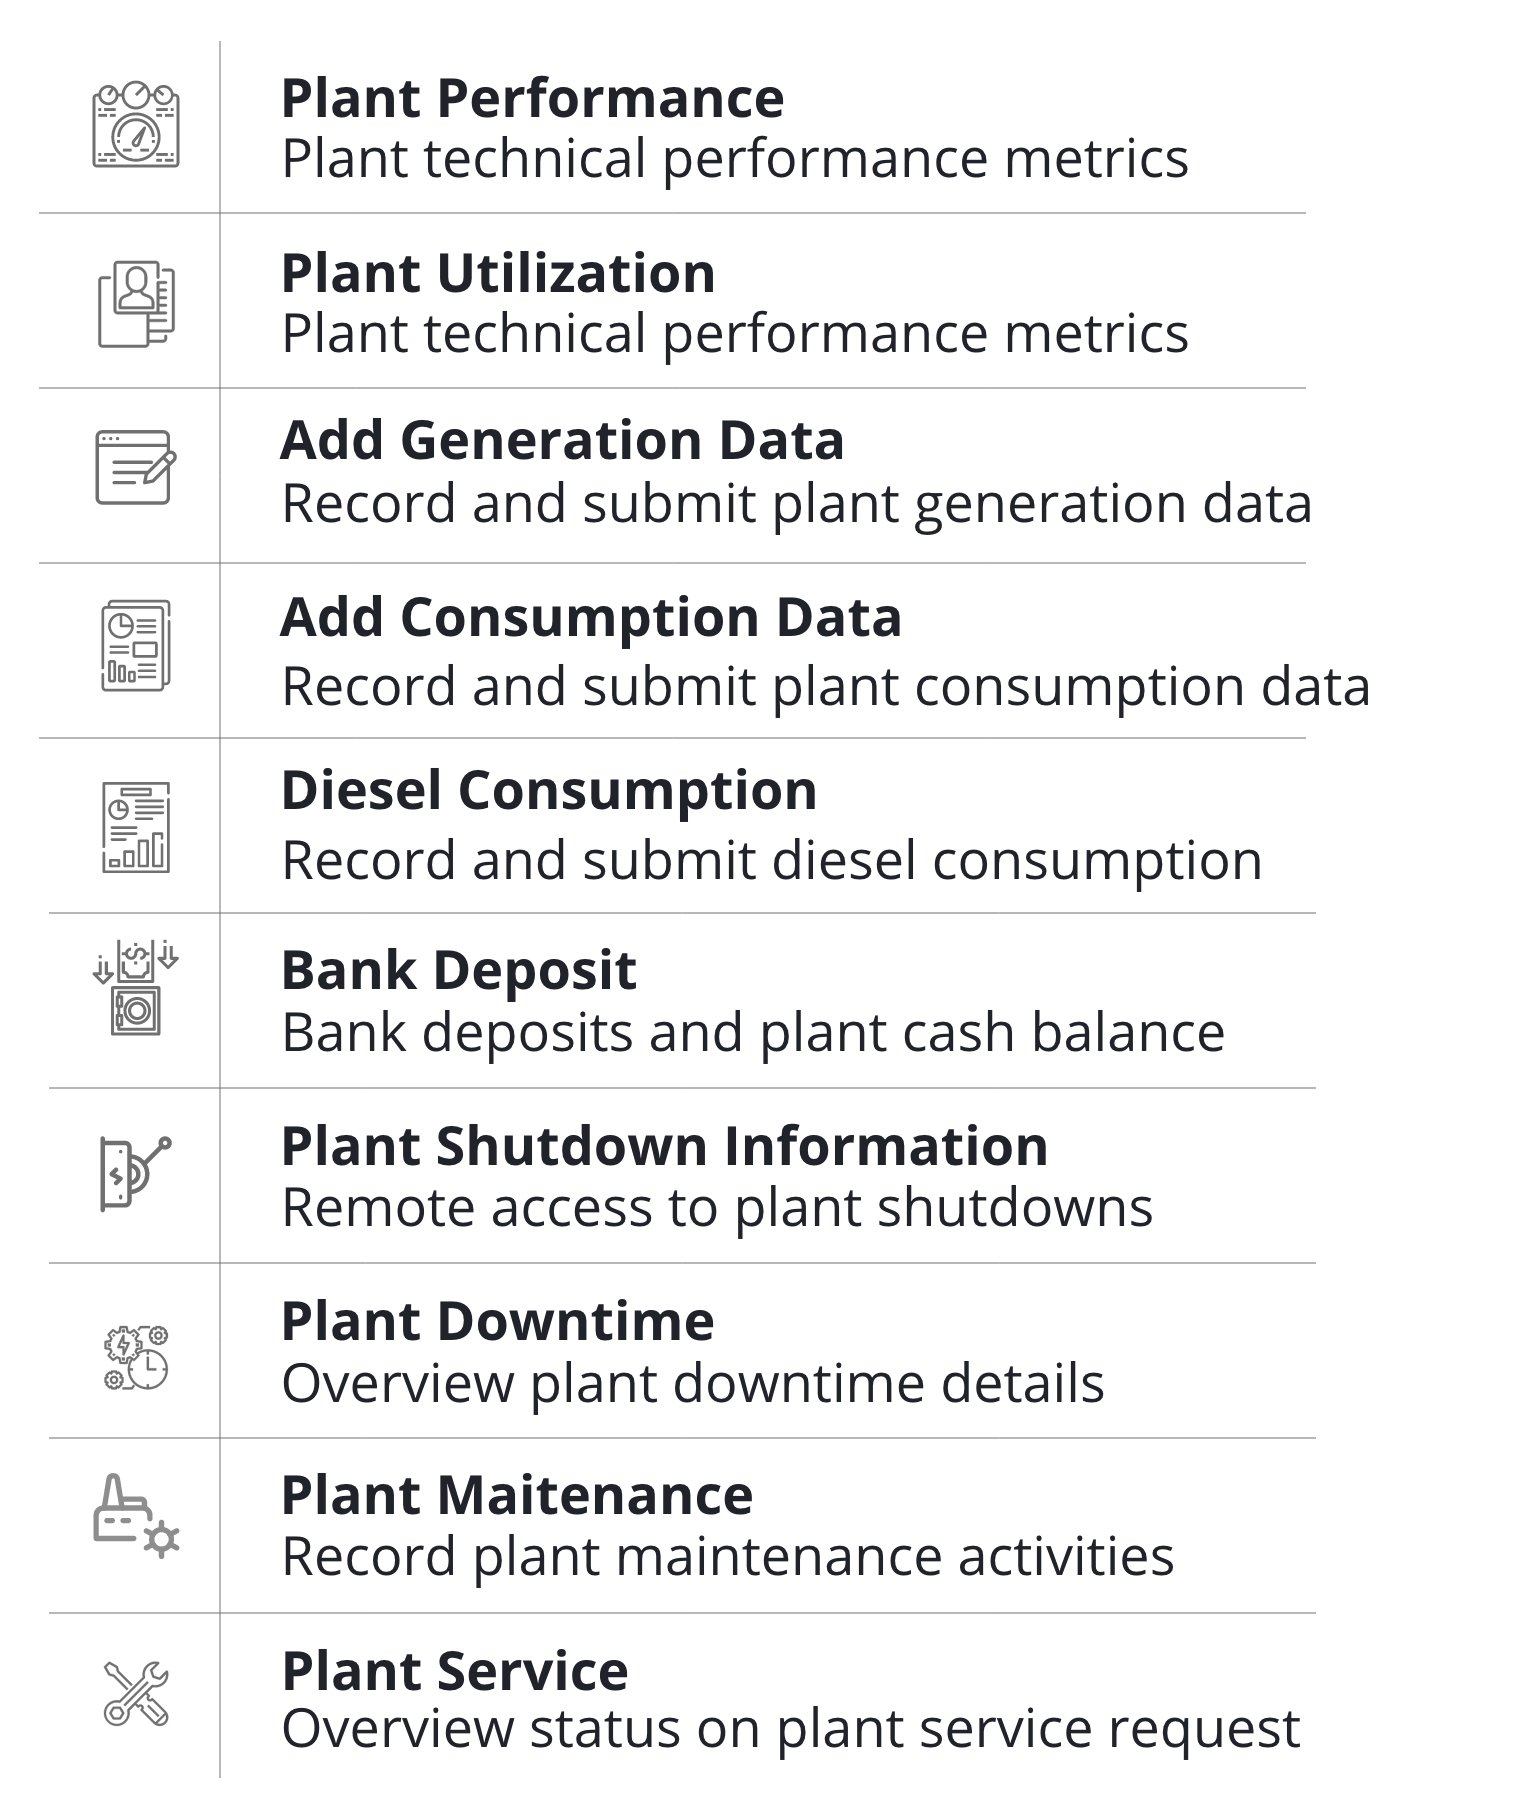 Plant Performance
Plant technical performance metrics
Plant Utilization
Plant technical performance metrics
Add Generation Data
Record and submit plant generation data
Add Consumption Data
Record and submit plant consumption data
Diesel Consumption
Record and submit diesel consumption
Bank Deposit
Bank deposits and plant cash balance
Plant Shutdown Information
Remote access to plant shutdowns
Plant Downtime
Overview plant downtime details
Plant Maitenance
Record plant maintenance activities
Plant Service
Overview status on plant service request